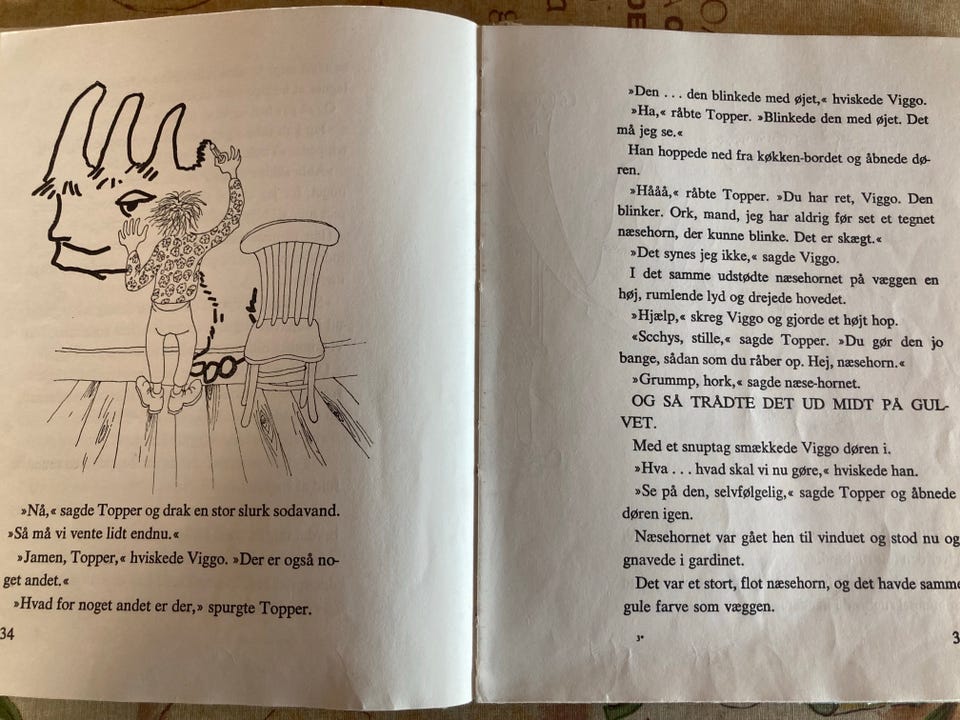 »Nå,« sagde Topper og drak en stor slurk sodavand.
»Så må vi vente lidt endnu.«
»Jamen, Topper,« hviskede Viggo. »Der er også no-
get andet.«
»Hvad for noget andet er der,» spurgte Topper.
34
»Den . . . den blinkede med øjet,« hviskede Viggo.
»Ha,« råbte Topper. »Blinkede den med øjet. Det
må jeg se.«
Han hoppede ned fra køkken-bordet og åbnede dø-
ren.
»Hååå,« råbte Topper. »Du har ret, Viggo. Den
blinker. Ork, mand, jeg har aldrig før set et tegnet
næsehorn, der kunne blinke. Det er skægt.«
»Det synes jeg ikke,« sagde Viggo.
I det samme udstødte næsehornet på væggen en
høj, rumlende lyd og drejede hovedet.
»Hjælp,« skreg Viggo og gjorde et højt hop.
«Scchys, stille,« sagde Topper. »Du gør den jo
bange, sådan som du råber op. Hej, næsehorn.«
»Grummp, hork,« sagde næse-hornet.
OG SÅ TRÅDTE DET UD MIDT PÅ GUL-
VET.
Med et snuptag smækkede Viggo døren i.
»Hva . . . hvad skal vi nu gøre,« hviskede han.
»Se på den, selvfølgelig,« sagde Topper og åbnede
døren igen.
Næsehornet var gået hen til vinduet og stod nu og
gnavede i gardinet.
Det var et stort, flot næsehorn, og det havde samme
gule farve som væggen.
3*
3